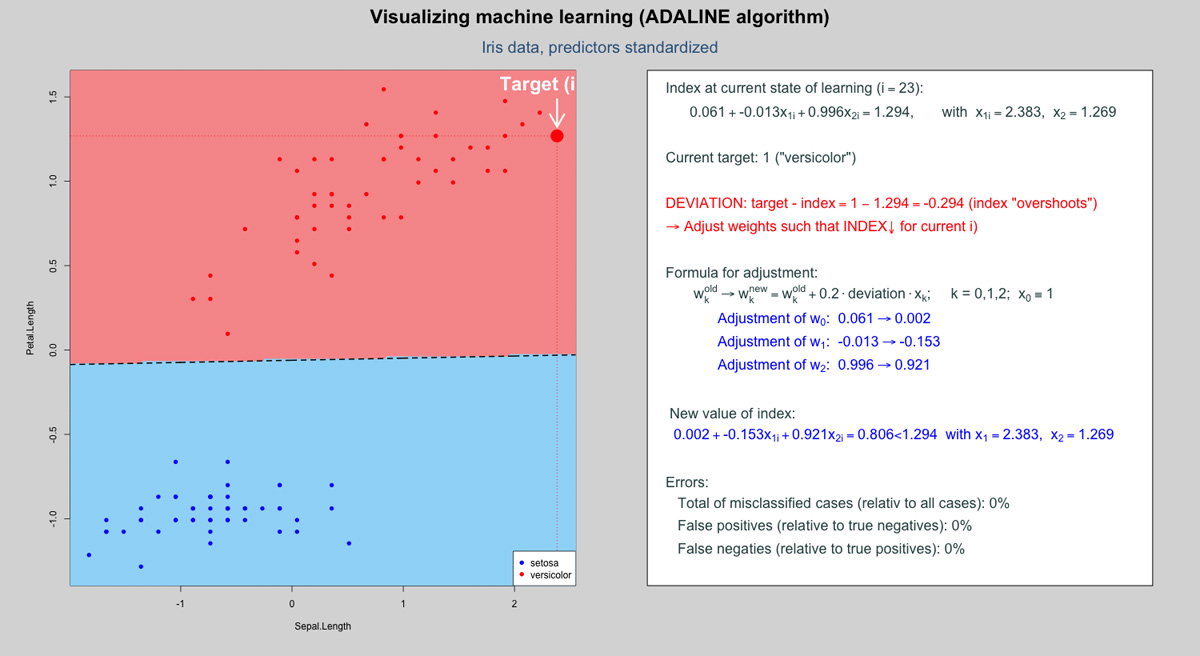 Visualizing machine learning (ADALINE algorithm)
Iris data, predictors standardized
Target (i
Petal.Length
1.5
1.0
0.5
0.0
-0.5
-1.0
-1
0
1
2
Sepal.Length
setosa
versicolor
Index at current state of learning (i = 23):
0.061 + -0.013x₁ᵢ + 0.996x₂ᵢ = 1.294, with x₁ᵢ = 2.383, x₂ = 1.269
Current target: 1 ("versicolor")
DEVIATION: target - index = 1 − 1.294 = -0.294 (index "overshoots")
→ Adjust weights such that INDEX↓ for current i)
Formula for adjustment:
wₖᵒˡᵈ → wₖⁿᵉʷ = wₖᵒˡᵈ + 0.2 · deviation · xₖ; k = 0,1,2; x₀ ≡ 1
Adjustment of w₀: 0.061 → 0.002
Adjustment of w₁: -0.013 → -0.153
Adjustment of w₂: 0.996 → 0.921
New value of index:
0.002 + -0.153x₁ᵢ + 0.921x₂ᵢ = 0.806<1.294 with x₁ = 2.383, x₂ = 1.269
Errors:
Total of misclassified cases (relativ to all cases): 0%
False positives (relative to true negatives): 0%
False negaties (relative to true positives): 0%